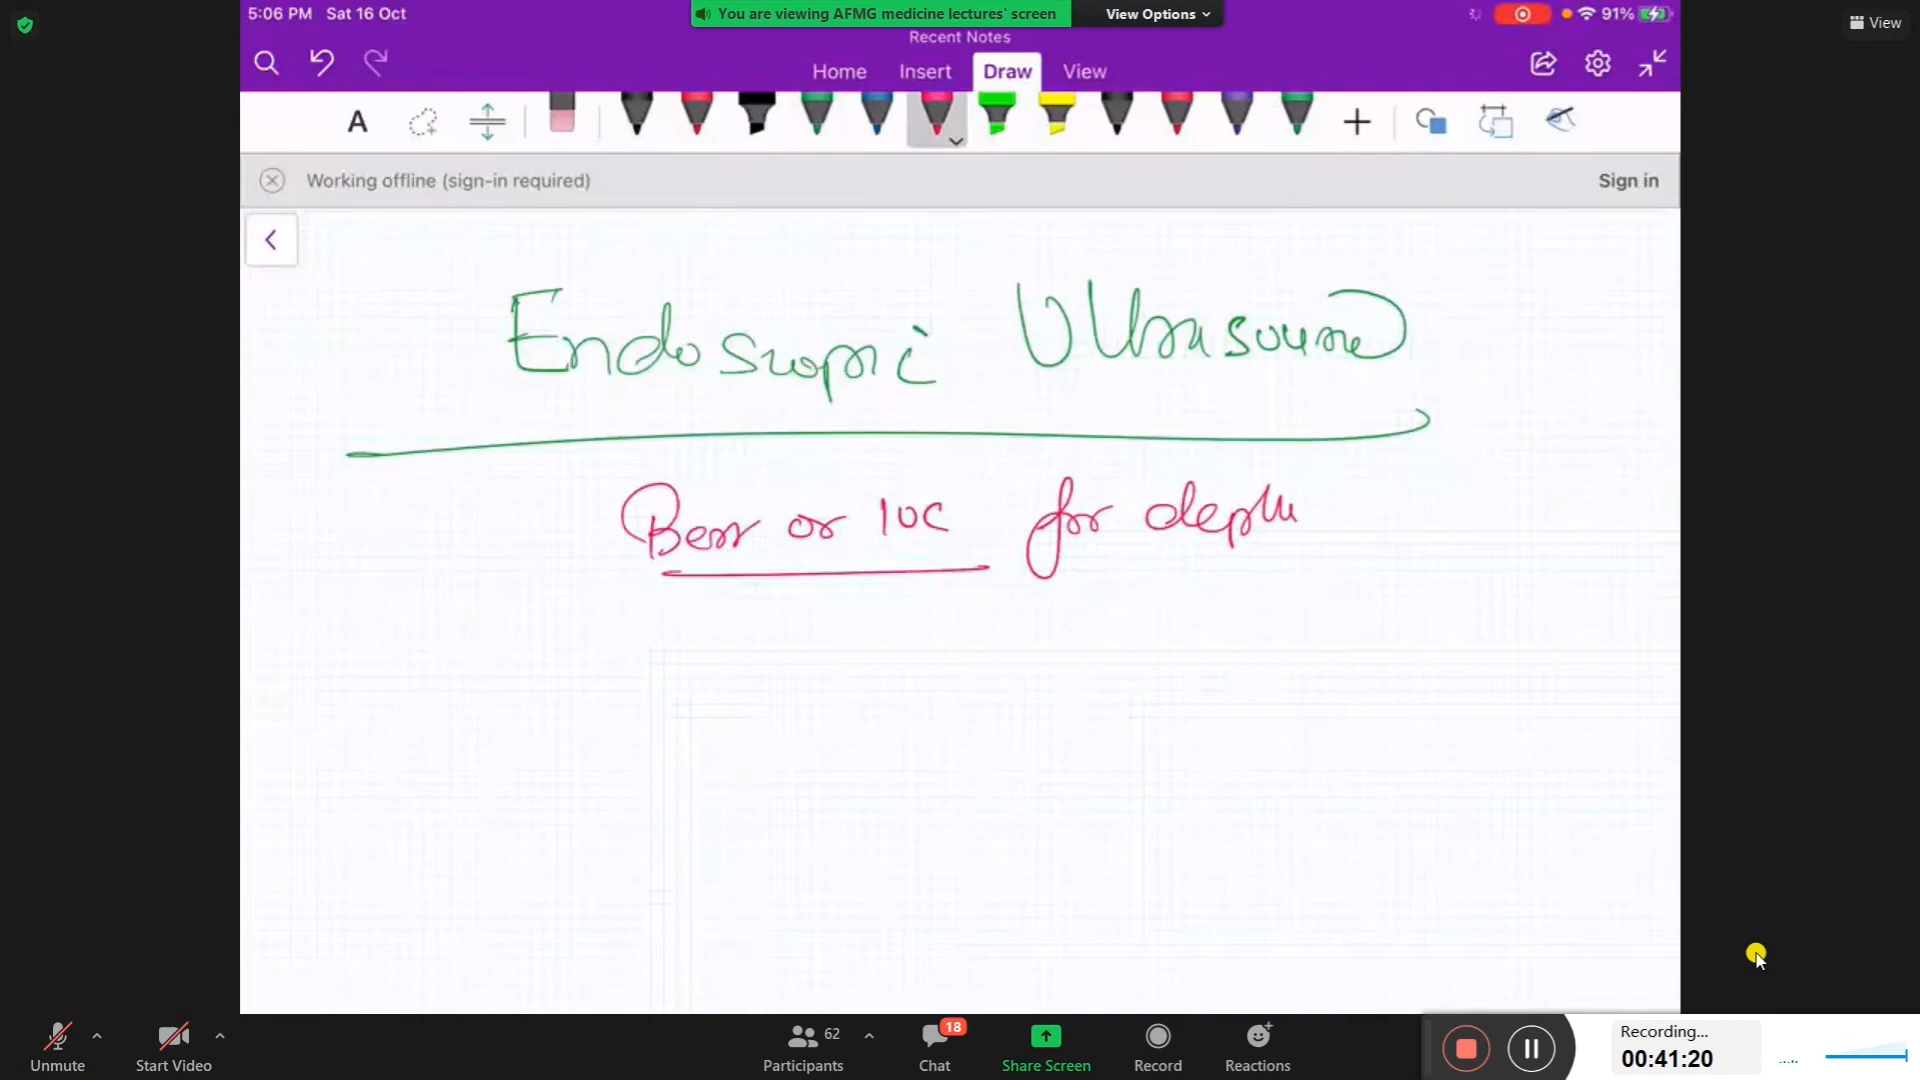 5:06 PM Sat 16 Oct
You are viewing AFMG medicine lectures' screen
View Options
91%
View
Recent Notes
Home Insert Draw View
A
Working offline (sign-in required)
Sign in
Endoscopic Ultrasound
Best or IOC for depth
Unmute
Start Video
62
Participants
18
Chat
Share Screen
Record
Reactions
Recording...
00:41:20